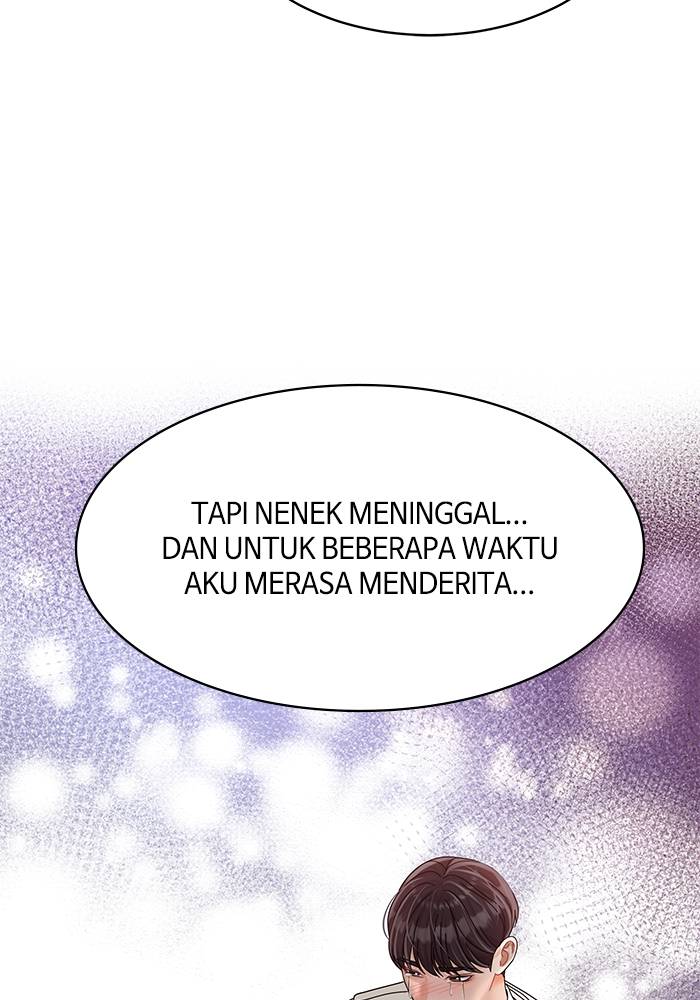 TAPI NENEK MENINGGAL...
DAN UNTUK BEBERAPA WAKTU
AKU MERASA MENDERITA...